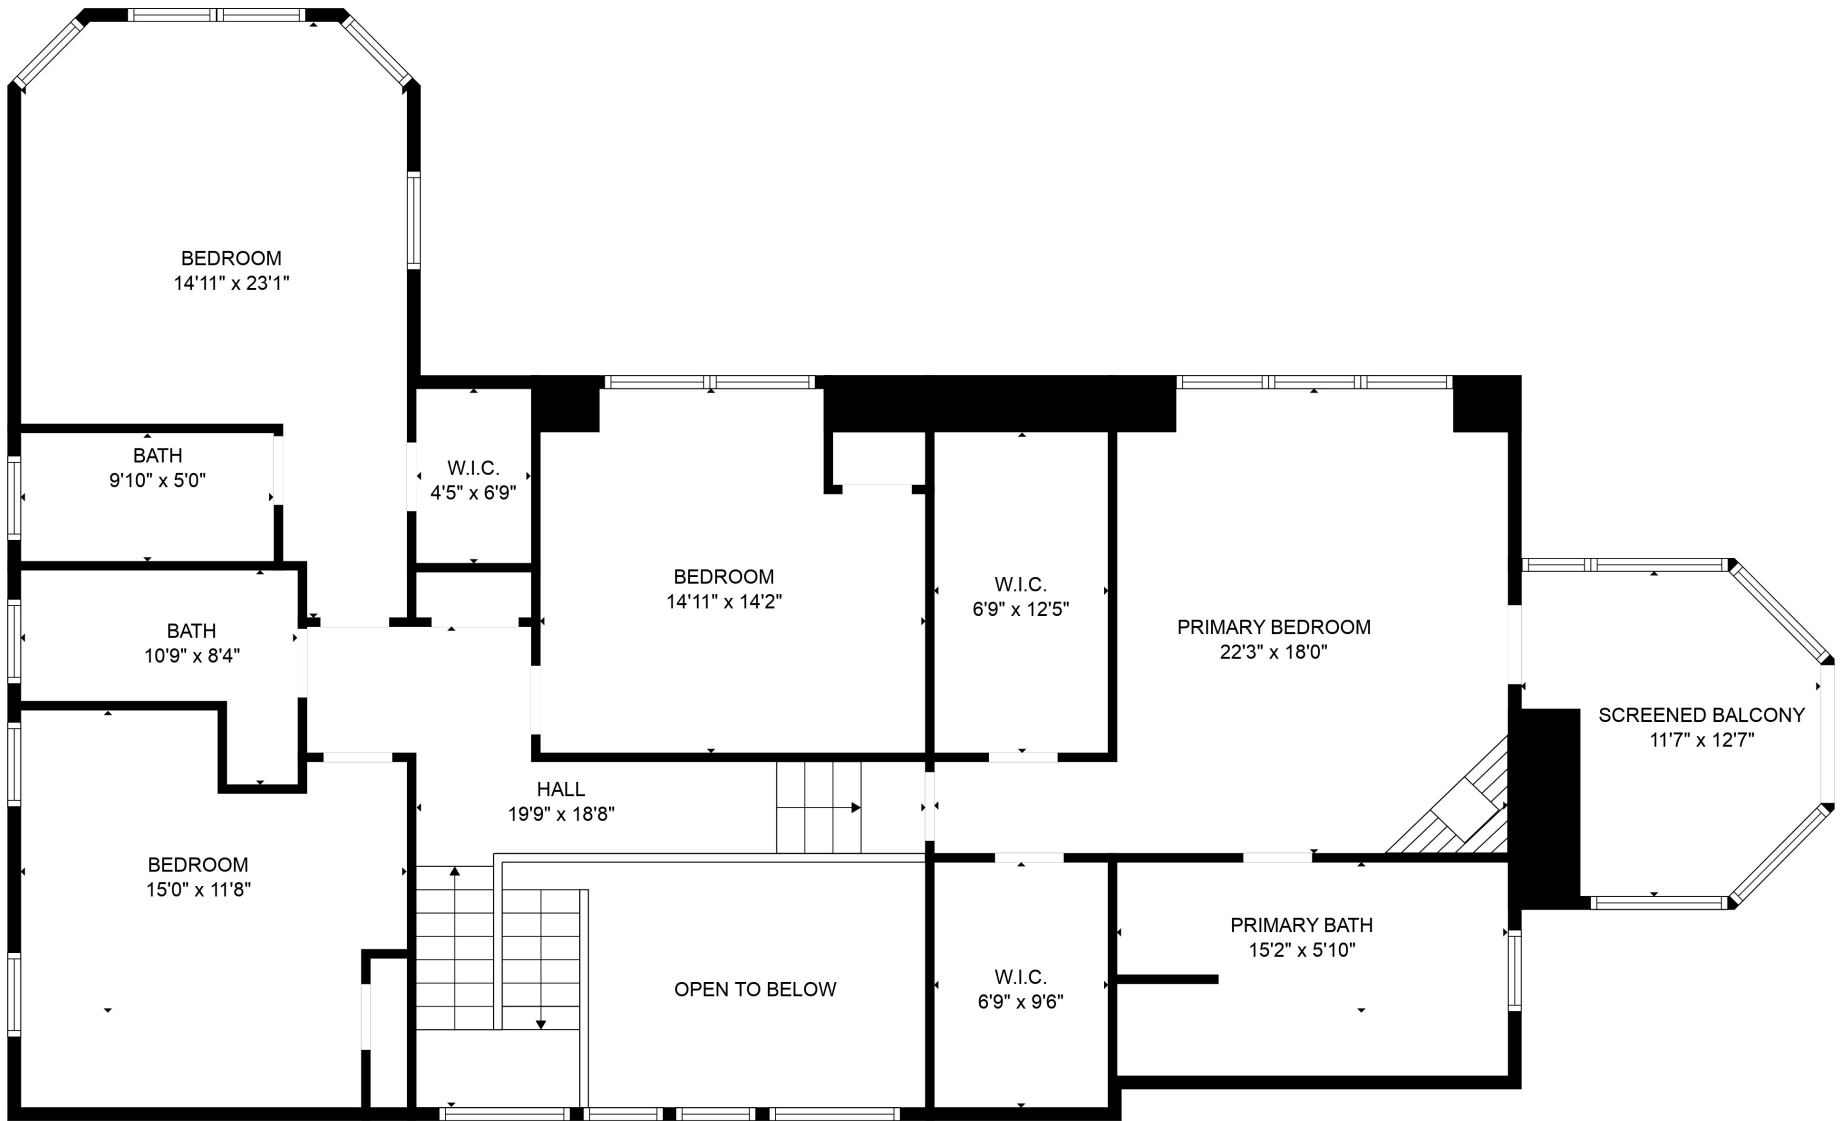 BEDROOM
14'11" x 23'1"
BATH
9'10" x 5'0"
W.I.C.
4'5" x 6'9"
BEDROOM
14'11" x 14'2"
W.I.C.
6'9" x 12'5"
PRIMARY BEDROOM
22'3" x 18'0"
BATH
10'9" x 8'4"
SCREENED BALCONY
11'7" x 12'7"
HALL
19'9" x 18'8"
BEDROOM
15'0" x 11'8"
PRIMARY BATH
15'2" x 5'10"
W.I.C.
6'9" x 9'6"
OPEN TO BELOW